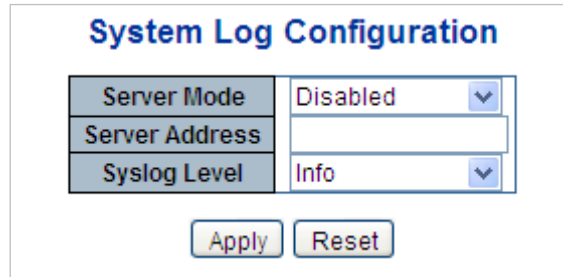 System Log Configuration
Server Mode Disabled
Server Address
Syslog Level Info
Apply Reset